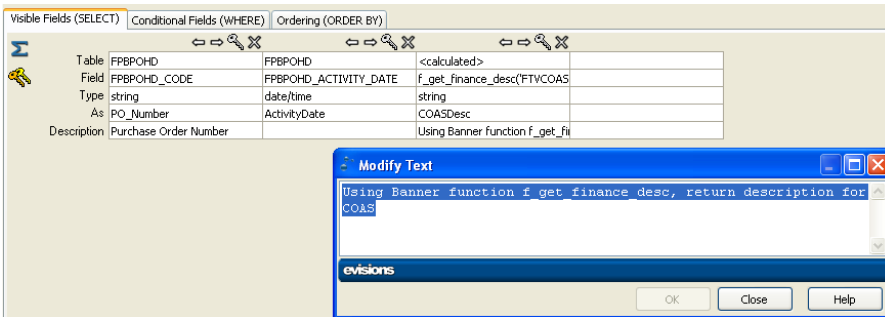 Visible Fields (SELECT) Conditional Fields (WHERE) Ordering (ORDER BY)
Table FPBPOHD FPBPOHD <calculated>
Field FPBPOHD_CODE FPBPOHD_ACTIVITY_DATE f_get_finance_desc('FTVCOAS
Type string date/time string
As PO_Number ActivityDate COASDesc
Description Purchase Order Number Using Banner function f_get_fi
Modify Text
Using Banner function f_get_finance_desc, return description for
COAS
evisions
OK Close Help